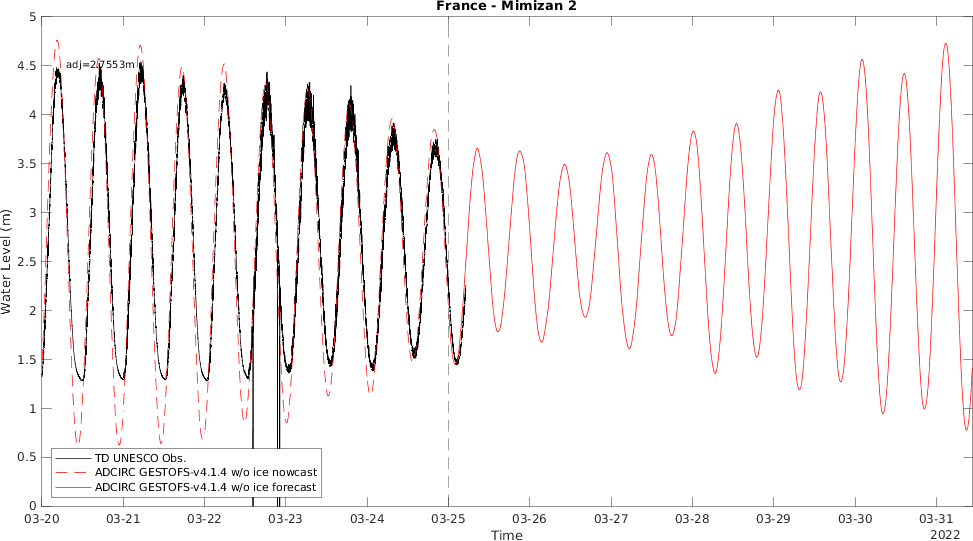 France - Mimizan 2
adj=2.7553m
Water Level (m)
5
4.5
4
3.5
3
2.5
2
1.5
1
0.5
0
TD UNESCO Obs.
ADCIRC GESTOFS-v4.1.4 w/o ice nowcast
ADCIRC GESTOFS-v4.1.4 w/o ice forecast
03-20 03-21 03-22 03-23 03-24 03-25 03-26 03-27 03-28 03-29 03-30 03-31
Time
2022